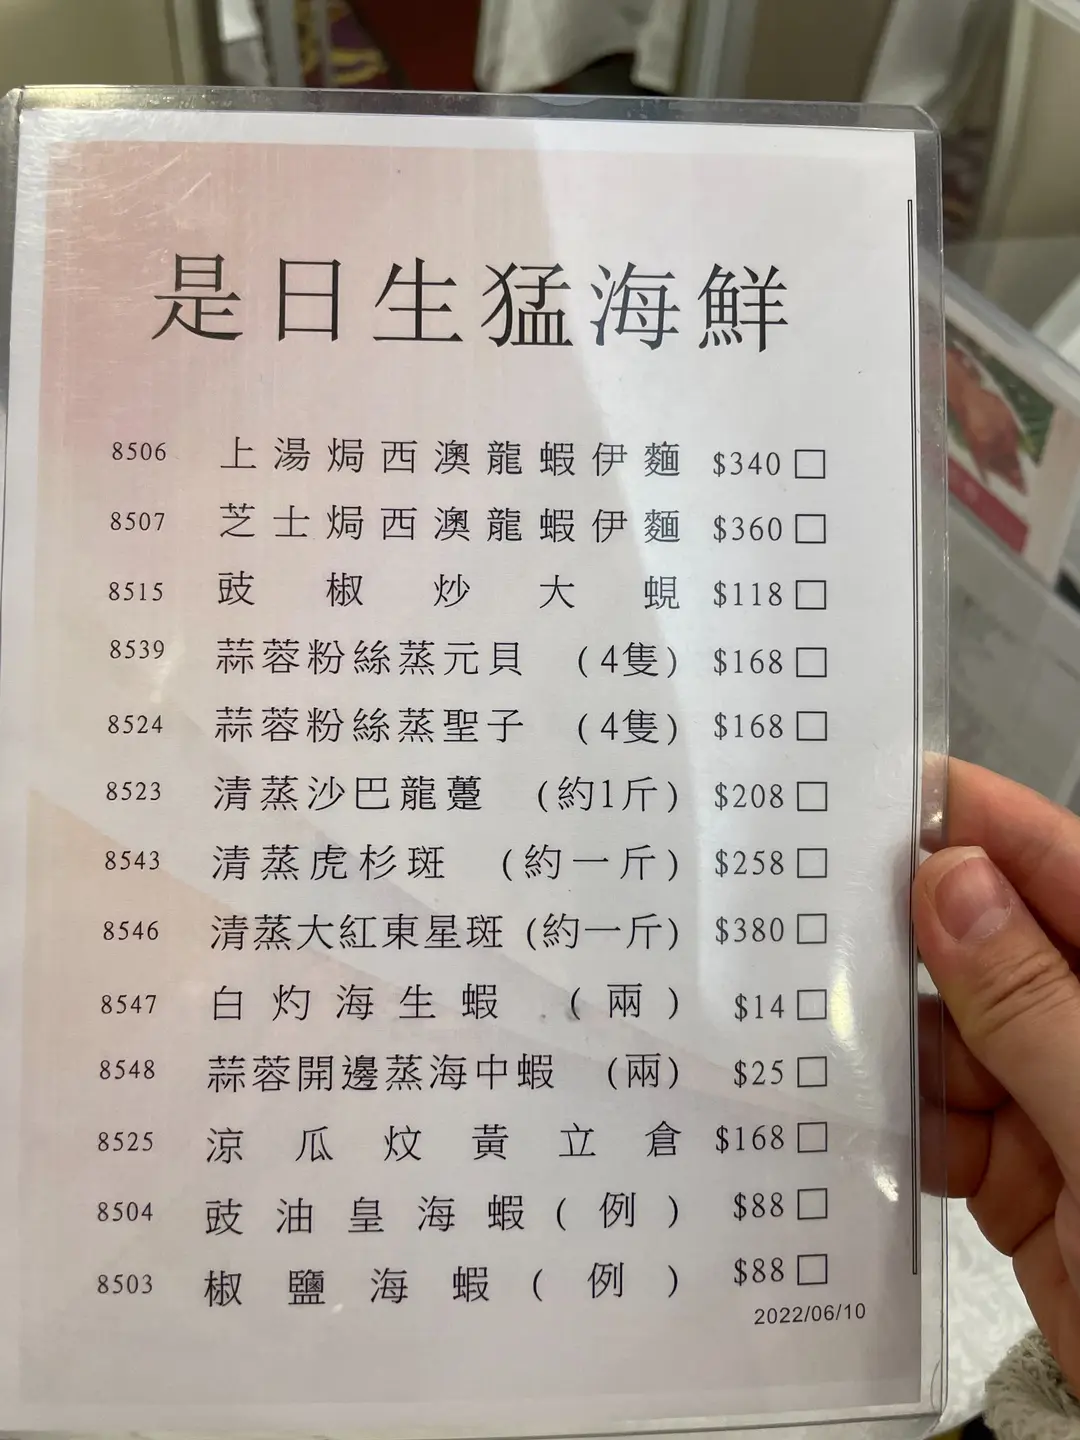 是日生猛海鮮
8506 上湯焗西澳龍蝦伊麵 $340 □
8507 芝士焗西澳龍蝦伊麵 $360 □
8515 豉椒炒大蜆 $118 □
8539 蒜蓉粉絲蒸元貝 (4隻) $168 □
8524 蒜蓉粉絲蒸聖子 (4隻) $168 □
8523 清蒸沙巴龍躉 (約1斤) $208 □
8543 清蒸虎杉斑 (約一斤) $258 □
8546 清蒸大紅東星斑 (約一斤) $380 □
8547 白灼海生蝦 (兩) $14 □
8548 蒜蓉開邊蒸海中蝦 (兩) $25 □
8525 涼瓜炆黃立倉 $168 □
8504 豉油皇海蝦(例) $88 □
8503 椒鹽海蝦(例) $88 □
2022/06/10